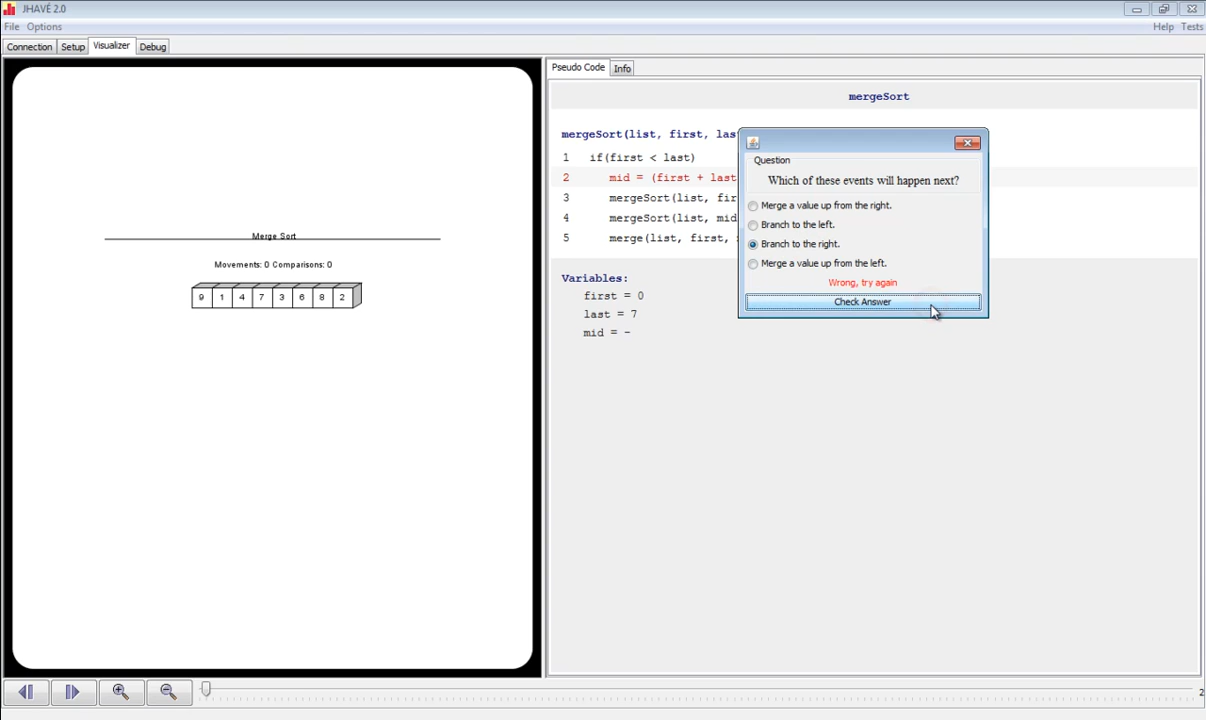 JHAVÉ 2.0
File Options
Help Tests
Connection Setup Visualizer Debug
Merge Sort
Movements: 0 Comparisons: 0
9 1 4 7 3 6 8 2
Pseudo Code Info
mergeSort
mergeSort(list, first, las
1 if(first < last)
2 mid = (first + last
3 mergeSort(list, fir
4 mergeSort(list, mid
5 merge(list, first,
Variables:
first = 0
last = 7
mid = -
Question
Which of these events will happen next?
Merge a value up from the right.
Branch to the left.
Branch to the right.
Merge a value up from the left.
Wrong, try again
Check Answer
2